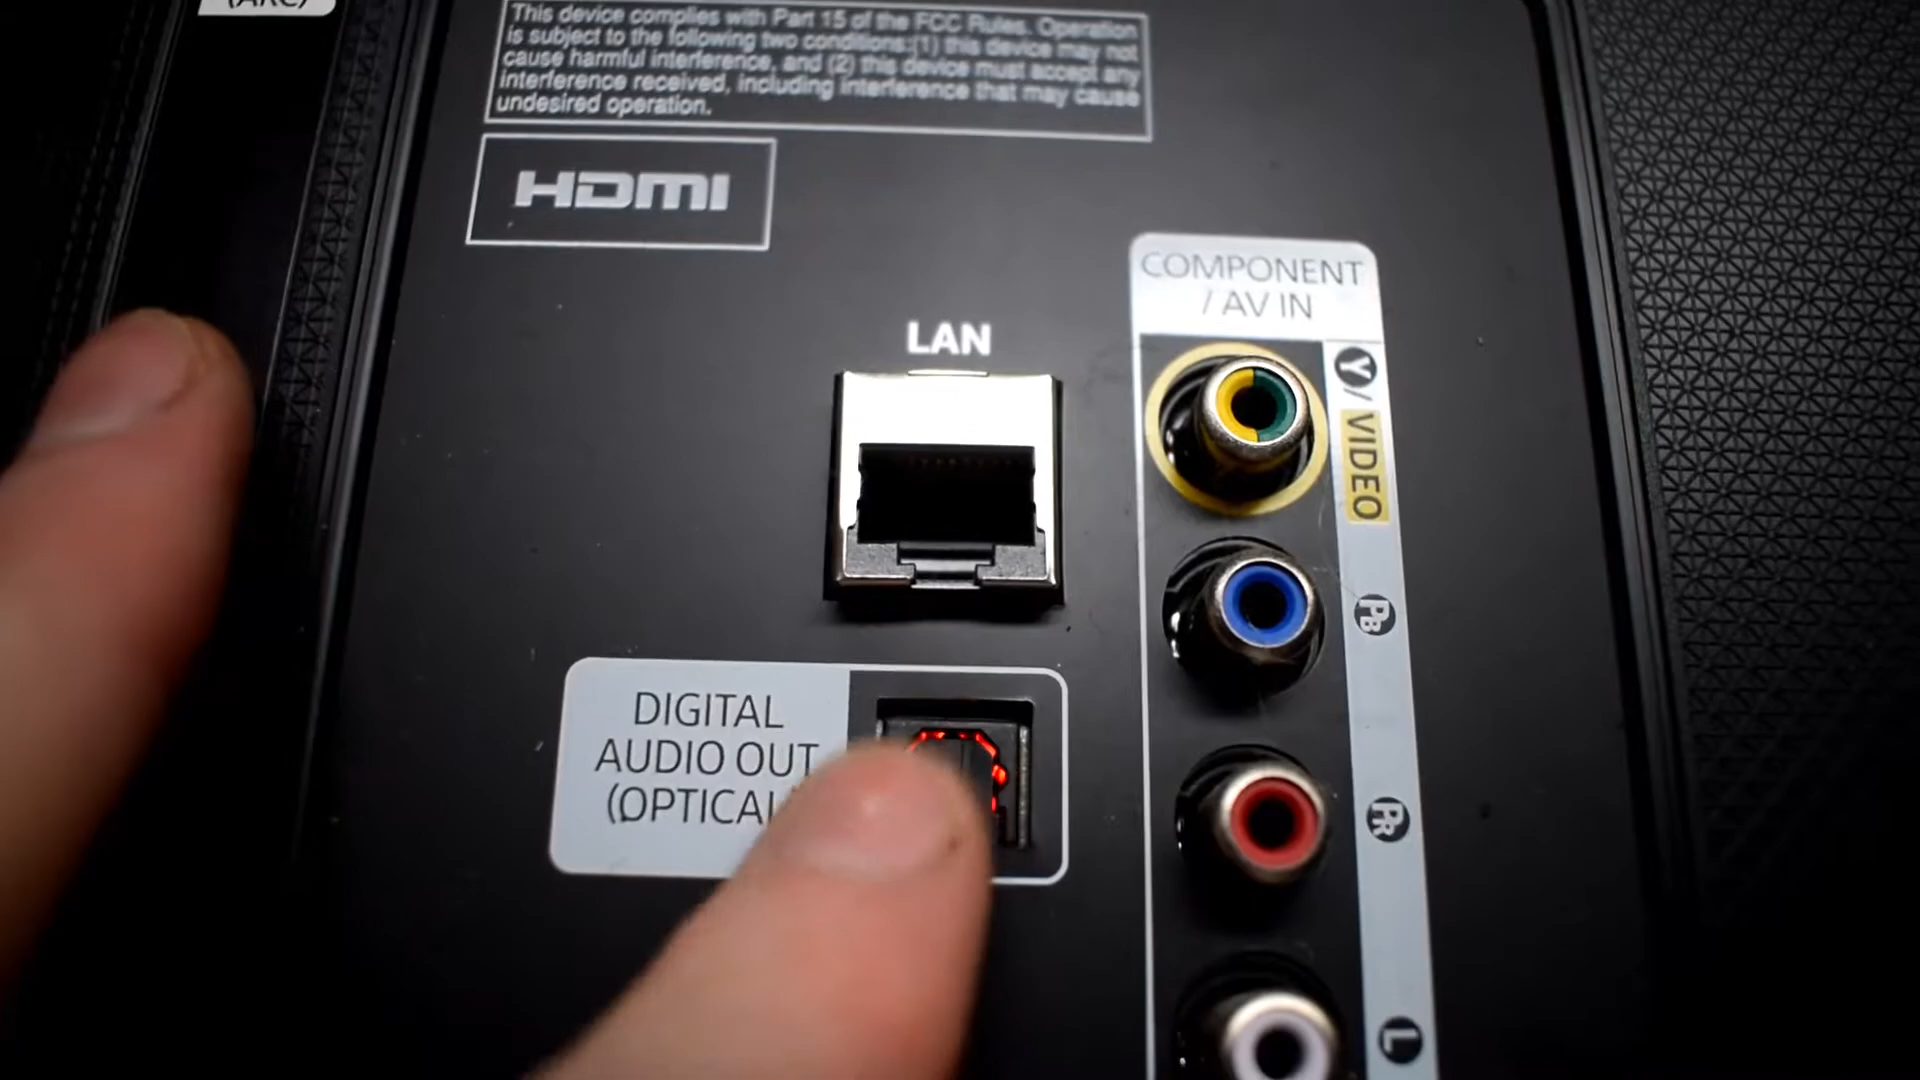 (ARC)
This device complies with Part 15 of the FCC Rules. Operation
is subject to the following two conditions:(1) this device may not
cause harmful interference, and (2) this device must accept any
interference received, including interference that may cause
undesired operation.
HDMI
COMPONENT
/ AV IN
LAN
Y/ VIDEO
PB
DIGITAL
AUDIO OUT
(OPTICAL
PR
L